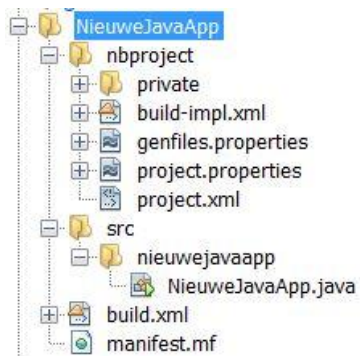 NieuweJavaApp
nbproject
private
build-impl.xml
genfiles.properties
project.properties
project.xml
src
nieuwejavaapp
NieuweJavaApp.java
build.xml
manifest.mf